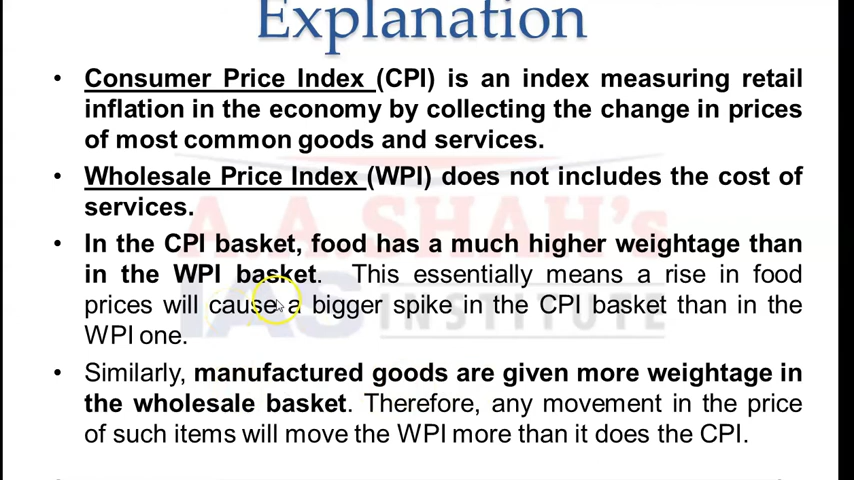 Explanation
• Consumer Price Index (CPI) is an index measuring retail
inflation in the economy by collecting the change in prices
of most common goods and services.
• Wholesale Price Index (WPI) does not includes the cost of
services.
• In the CPI basket, food has a much higher weightage than
in the WPI basket. This essentially means a rise in food
prices will cause a bigger spike in the CPI basket than in the
WPI one.
• Similarly, manufactured goods are given more weightage in
the wholesale basket. Therefore, any movement in the price
of such items will move the WPI more than it does the CPI.
A.A.SHAH's
IAS INSTITUTE